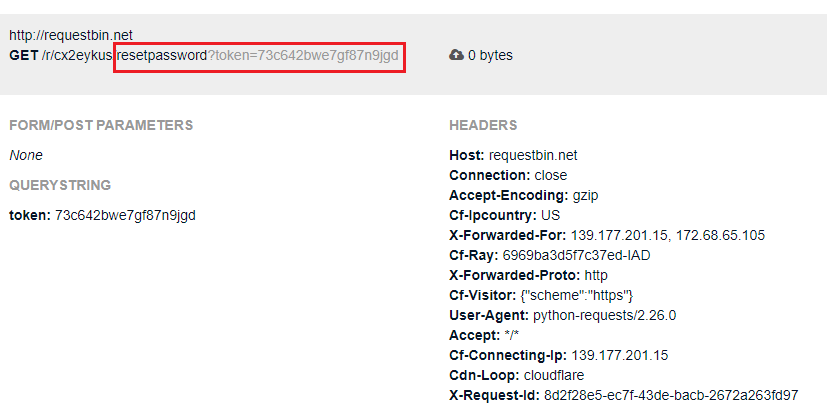 http://requestbin.net
GET /r/cx2eykus/resetpassword?token=73c642bwe7gf87n9jgd
0 bytes
FORM/POST PARAMETERS
None
QUERYSTRING
token: 73c642bwe7gf87n9jgd
HEADERS
Host: requestbin.net
Connection: close
Accept-Encoding: gzip
Cf-Ipcountry: US
X-Forwarded-For: 139.177.201.15, 172.68.65.105
Cf-Ray: 6969ba3d5f7c37ed-IAD
X-Forwarded-Proto: http
Cf-Visitor: {"scheme":"https"}
User-Agent: python-requests/2.26.0
Accept: */*
Cf-Connecting-Ip: 139.177.201.15
Cdn-Loop: cloudflare
X-Request-Id: 8d2f28e5-ec7f-43de-bacb-2672a263fd97